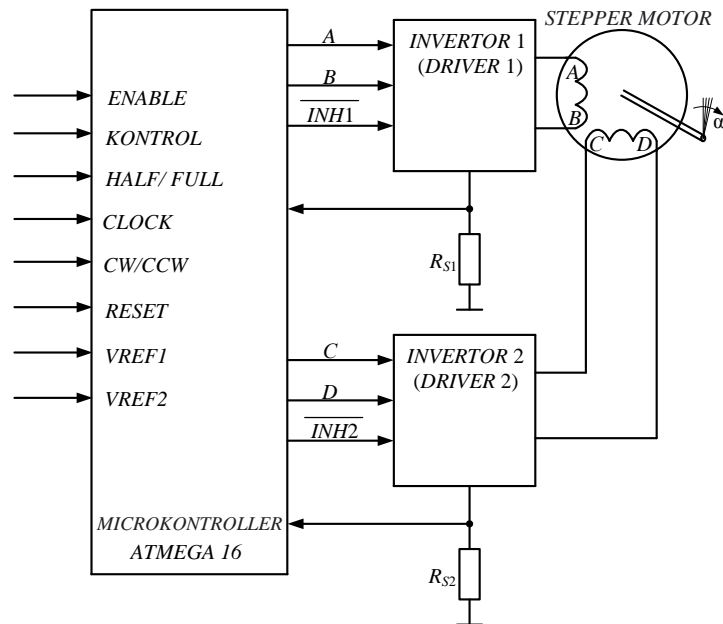 STEPPER MOTOR
A
INVERTOR 1
(DRIVER 1)
B
INH1
A
B
C D
α
ENABLE
KONTROL
HALF/ FULL
CLOCK
CW/CCW
RESET
VREF1
VREF2
RS1
C
INVERTOR 2
(DRIVER 2)
D
INH2
MICROKONTROLLER
ATMEGA 16
RS2